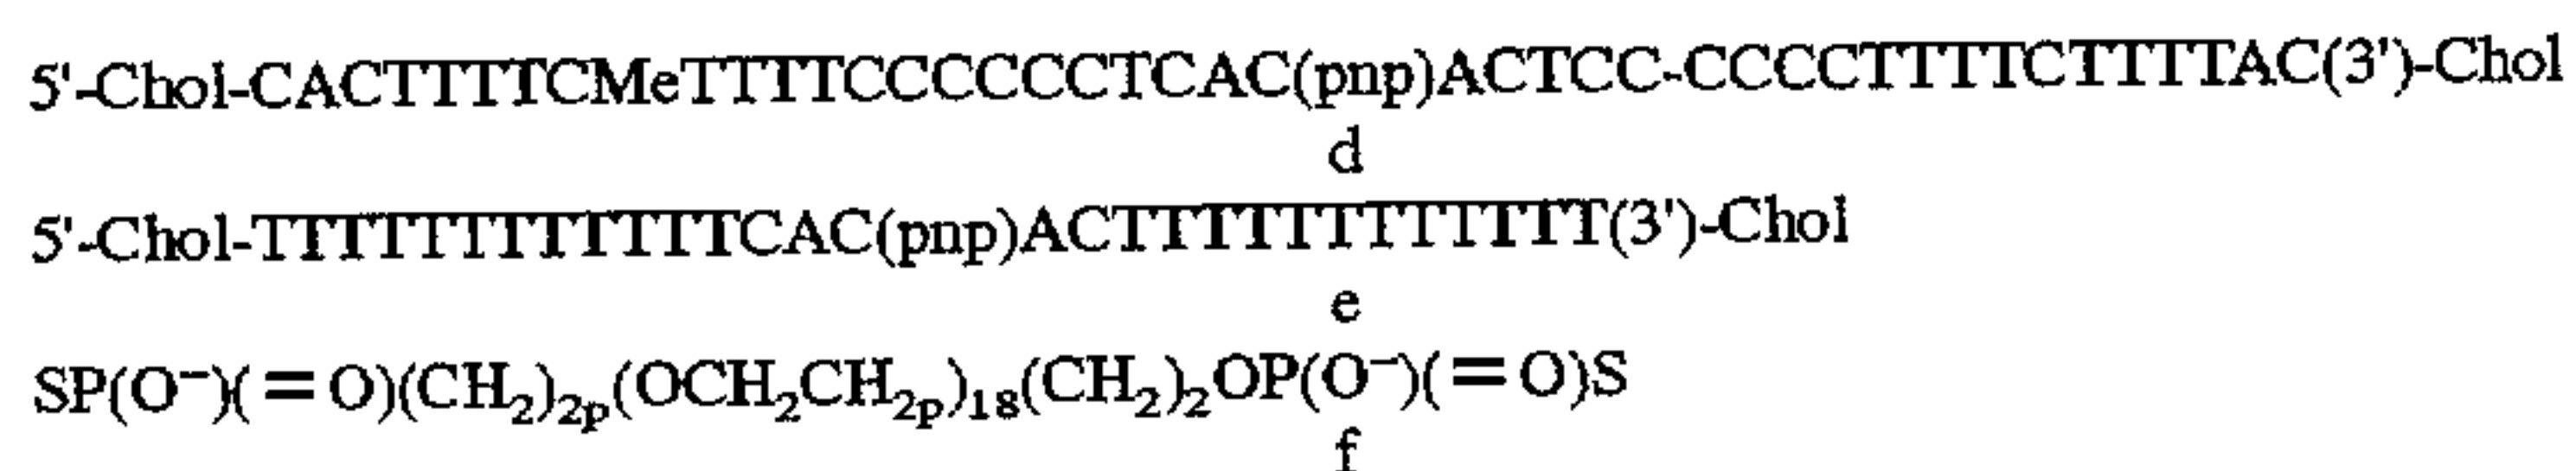 5'-Chol-CACTTTTCMeTTTTCCCCCCTCAC(pnp)ACTCC-CCCCTTTTCTTTTAC(3')-Chol
d
5'-Chol-TTTTTTTTTTTTCAC(pnp)ACTTTTTTTTTTTT(3')-Chol
e
SP(O⁻)(=O)(CH₂)₂ₚ(OCH₂CH₂ₚ)₁₈(CH₂)₂OP(O⁻)(=O)S
f